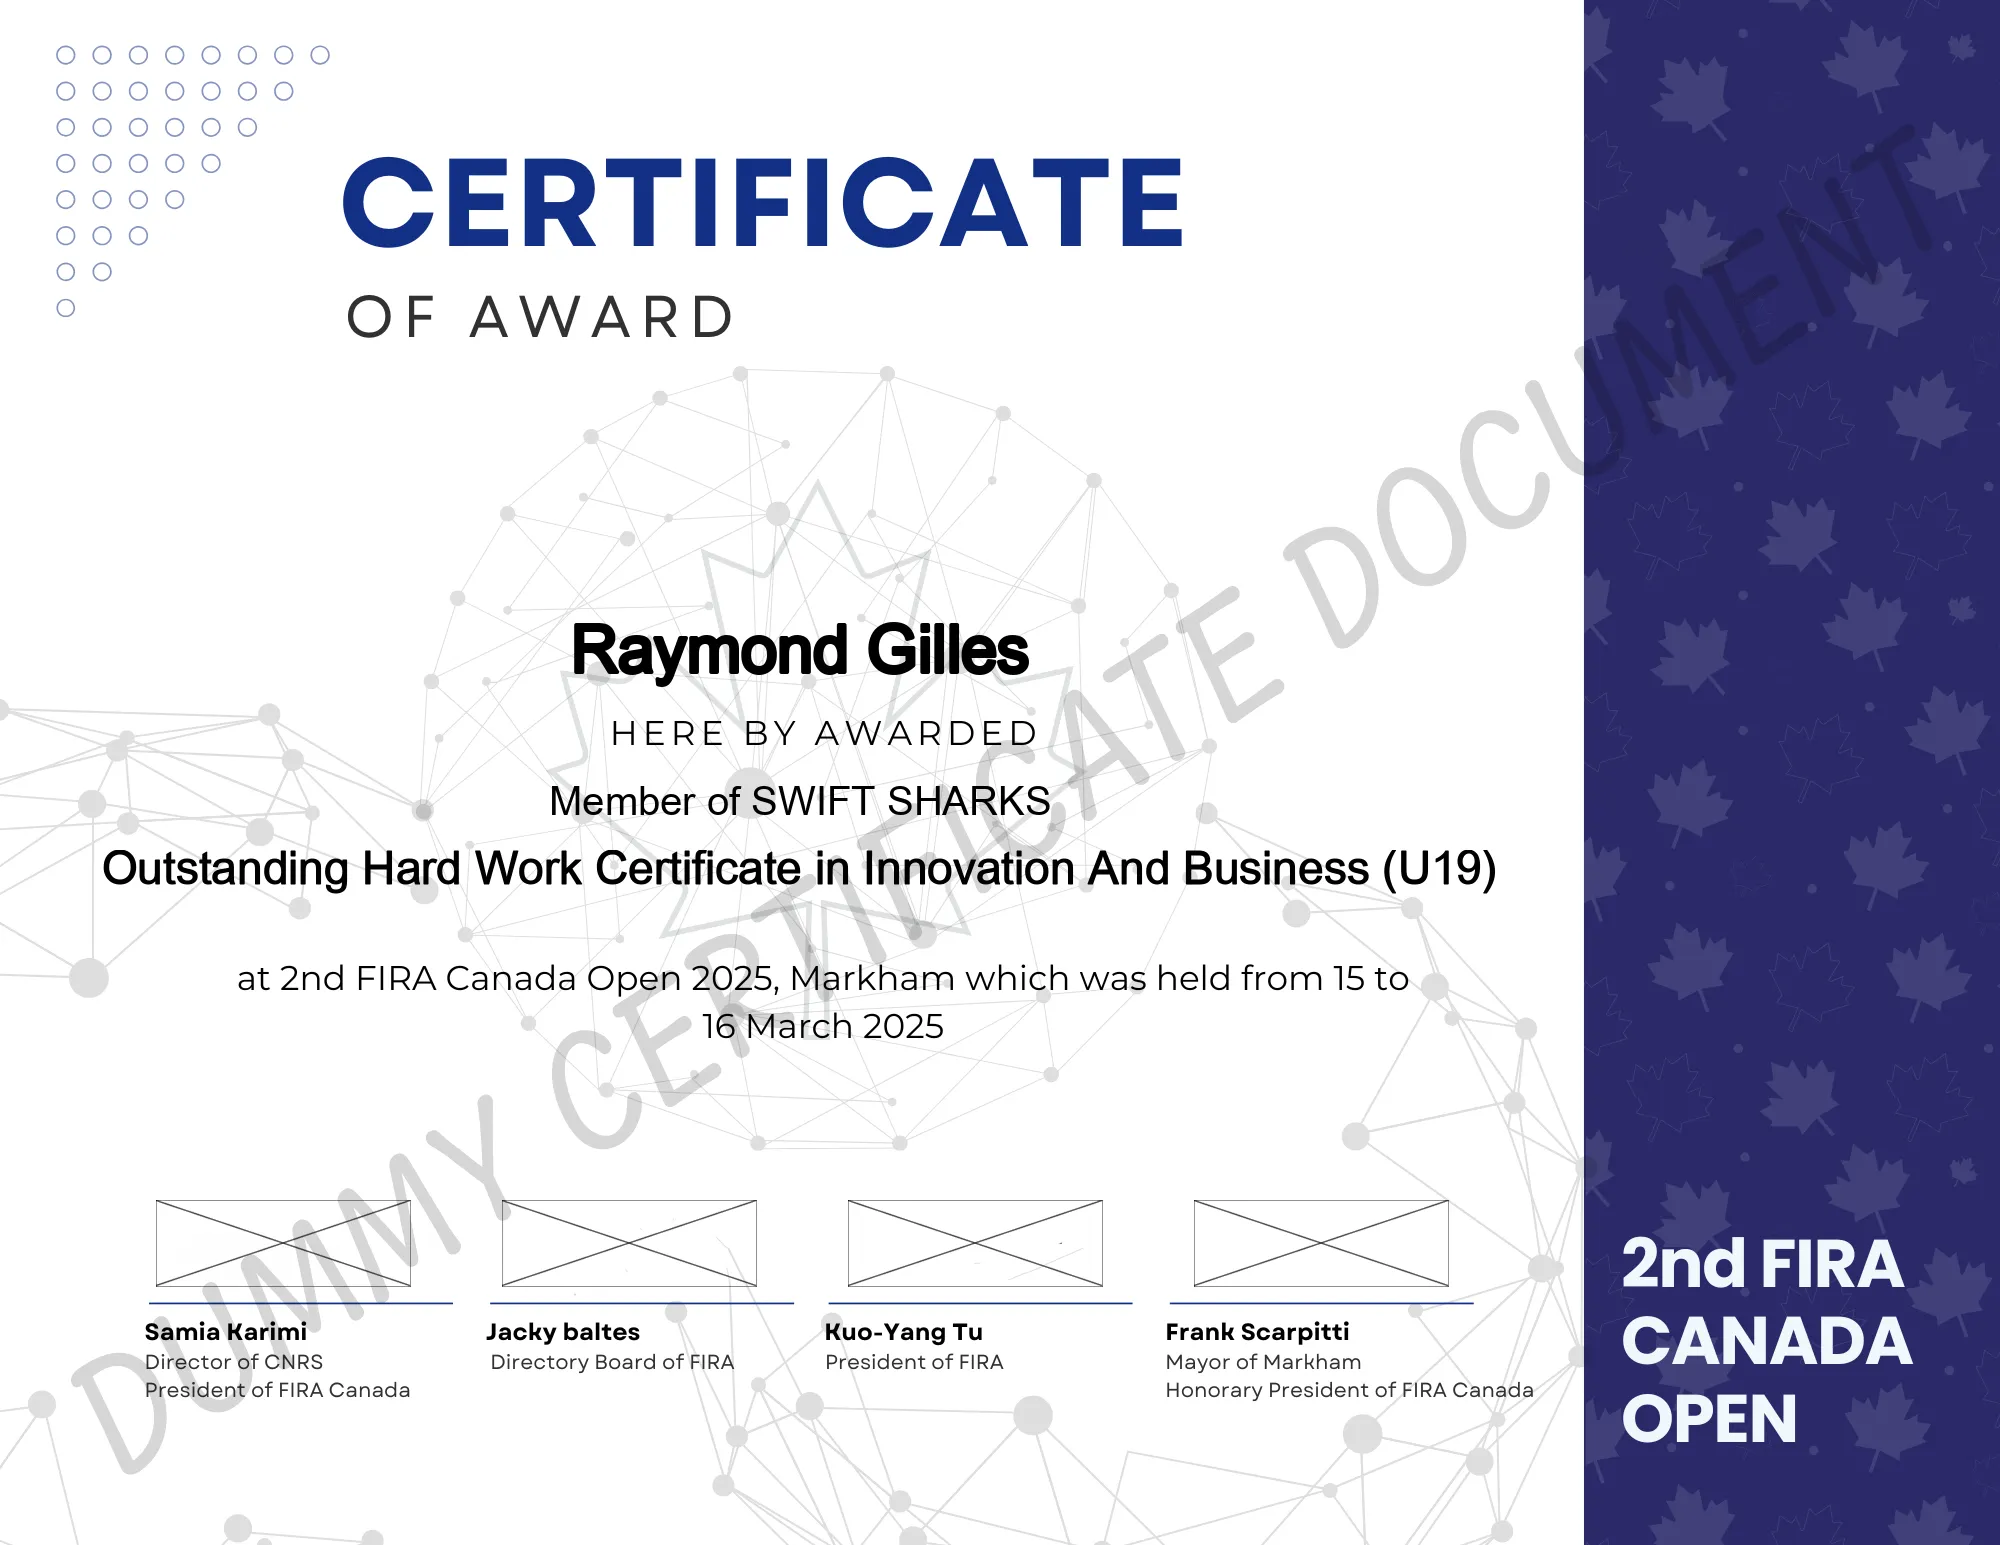 CERTIFICATE
OF AWARD
Raymond Gilles
HERE BY AWARDED
Member of SWIFT SHARKS
Outstanding Hard Work Certificate in Innovation And Business (U19)
at 2nd FIRA Canada Open 2025, Markham which was held from 15 to
16 March 2025
DUMMY CERTIFICATE DOCUMENT
Samia Karimi
Director of CNRS
President of FIRA Canada
Jacky baltes
Directory Board of FIRA
Kuo-Yang Tu
President of FIRA
Frank Scarpitti
Mayor of Markham
Honorary President of FIRA Canada
2nd FIRA
CANADA
OPEN